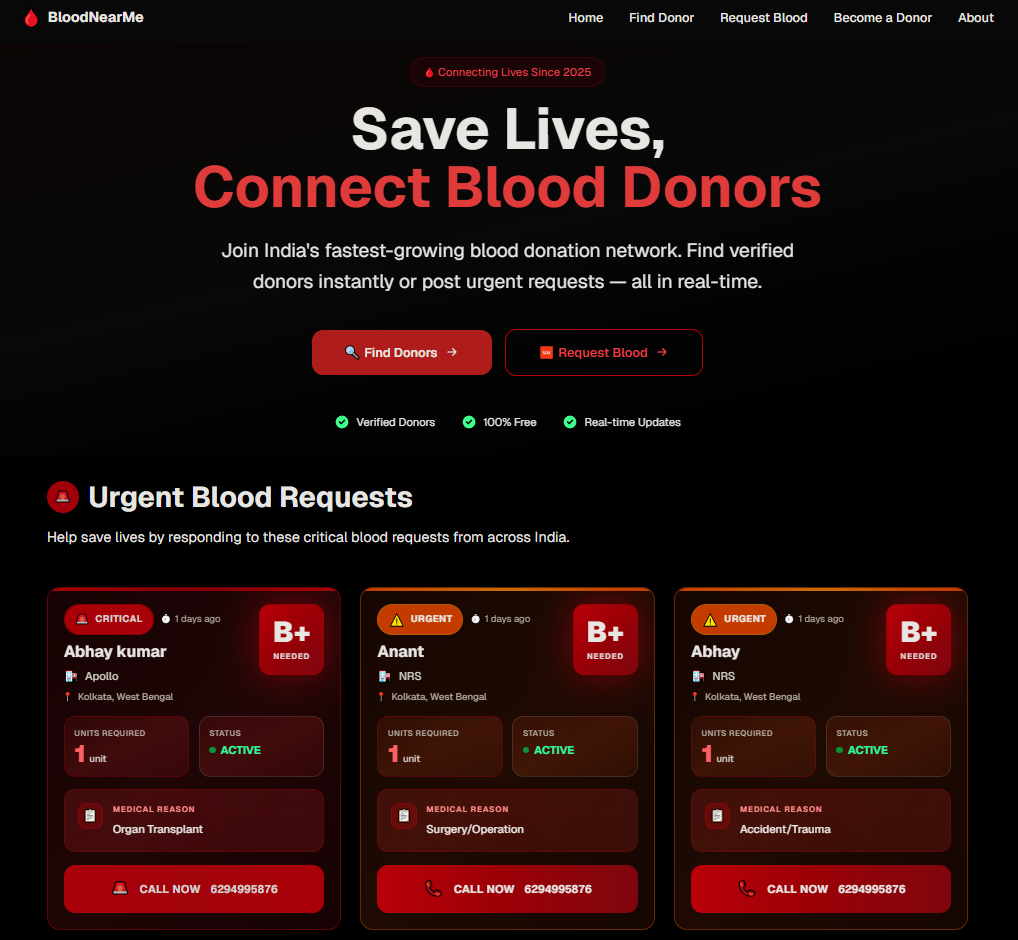 BloodNearMe
Home Find Donor Request Blood Become a Donor About
Connecting Lives Since 2025
Save Lives,
Connect Blood Donors
Join India's fastest-growing blood donation network. Find verified
donors instantly or post urgent requests — all in real-time.
Find Donors →
Request Blood →
Verified Donors
100% Free
Real-time Updates
Urgent Blood Requests
Help save lives by responding to these critical blood requests from across India.
CRITICAL
1 days ago
B+
NEEDED
Abhay kumar
Apollo
Kolkata, West Bengal
UNITS REQUIRED
1 unit
STATUS
ACTIVE
MEDICAL REASON
Organ Transplant
CALL NOW 6294995876
URGENT
1 days ago
B+
NEEDED
Anant
NRS
Kolkata, West Bengal
UNITS REQUIRED
1 unit
STATUS
ACTIVE
MEDICAL REASON
Surgery/Operation
CALL NOW 6294995876
URGENT
1 days ago
B+
NEEDED
Abhay
NRS
Kolkata, West Bengal
UNITS REQUIRED
1 unit
STATUS
ACTIVE
MEDICAL REASON
Accident/Trauma
CALL NOW 6294995876